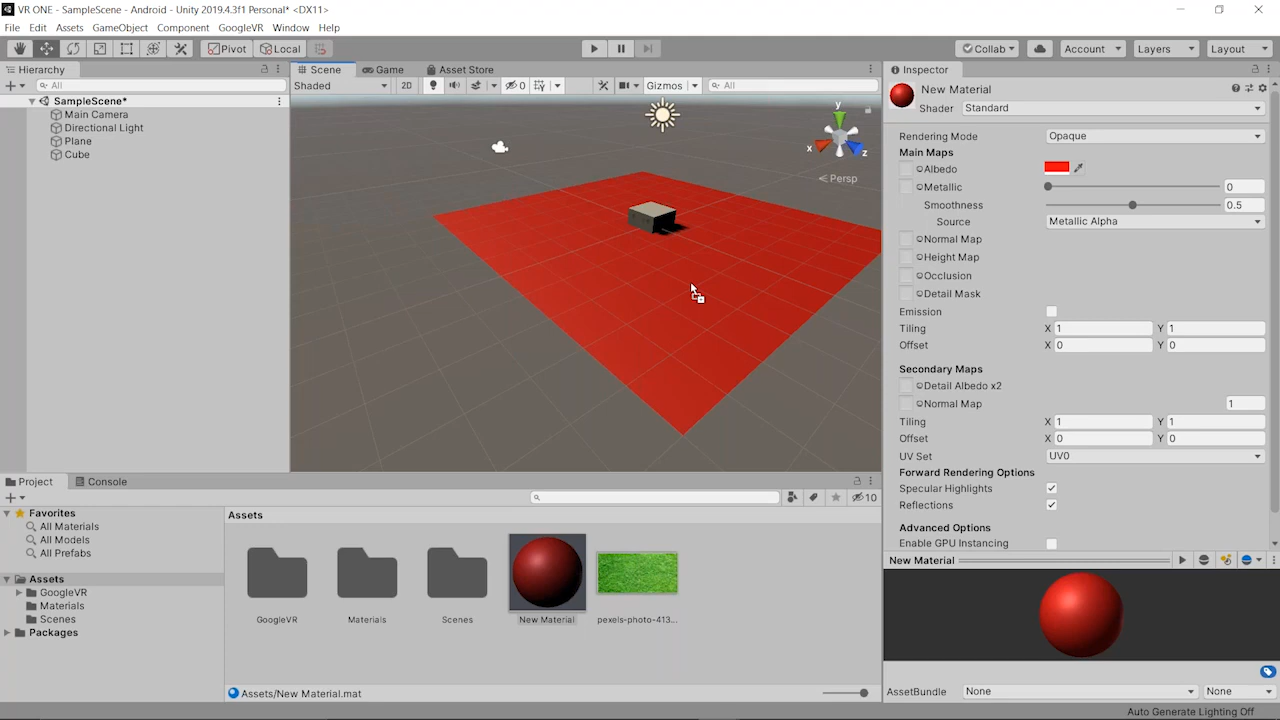 VR ONE - SampleScene - Android - Unity 2019.4.3f1 Personal* <DX11>
File Edit Assets GameObject Component GoogleVR Window Help
Pivot Local Collab Account Layers Layout
Hierarchy
All
SampleScene*
Main Camera
Directional Light
Plane
Cube
Scene Game Asset Store
Shaded 2D 0 Gizmos All
y
x z
Persp
Inspector
New Material
Shader Standard
Rendering Mode Opaque
Main Maps
Albedo
Metallic 0
Smoothness 0.5
Source Metallic Alpha
Normal Map
Height Map
Occlusion
Detail Mask
Emission
Tiling X 1 Y 1
Offset X 0 Y 0
Secondary Maps
Detail Albedo x2
Normal Map 1
Tiling X 1 Y 1
Offset X 0 Y 0
UV Set UV0
Forward Rendering Options
Specular Highlights
Reflections
Advanced Options
Enable GPU Instancing
New Material
AssetBundle None None
Project Console
10
Favorites
All Materials
All Models
All Prefabs
Assets
GoogleVR
Materials
Scenes
Packages
Assets
GoogleVR Materials Scenes New Material pexels-photo-413...
Assets/New Material.mat
Auto Generate Lighting Off